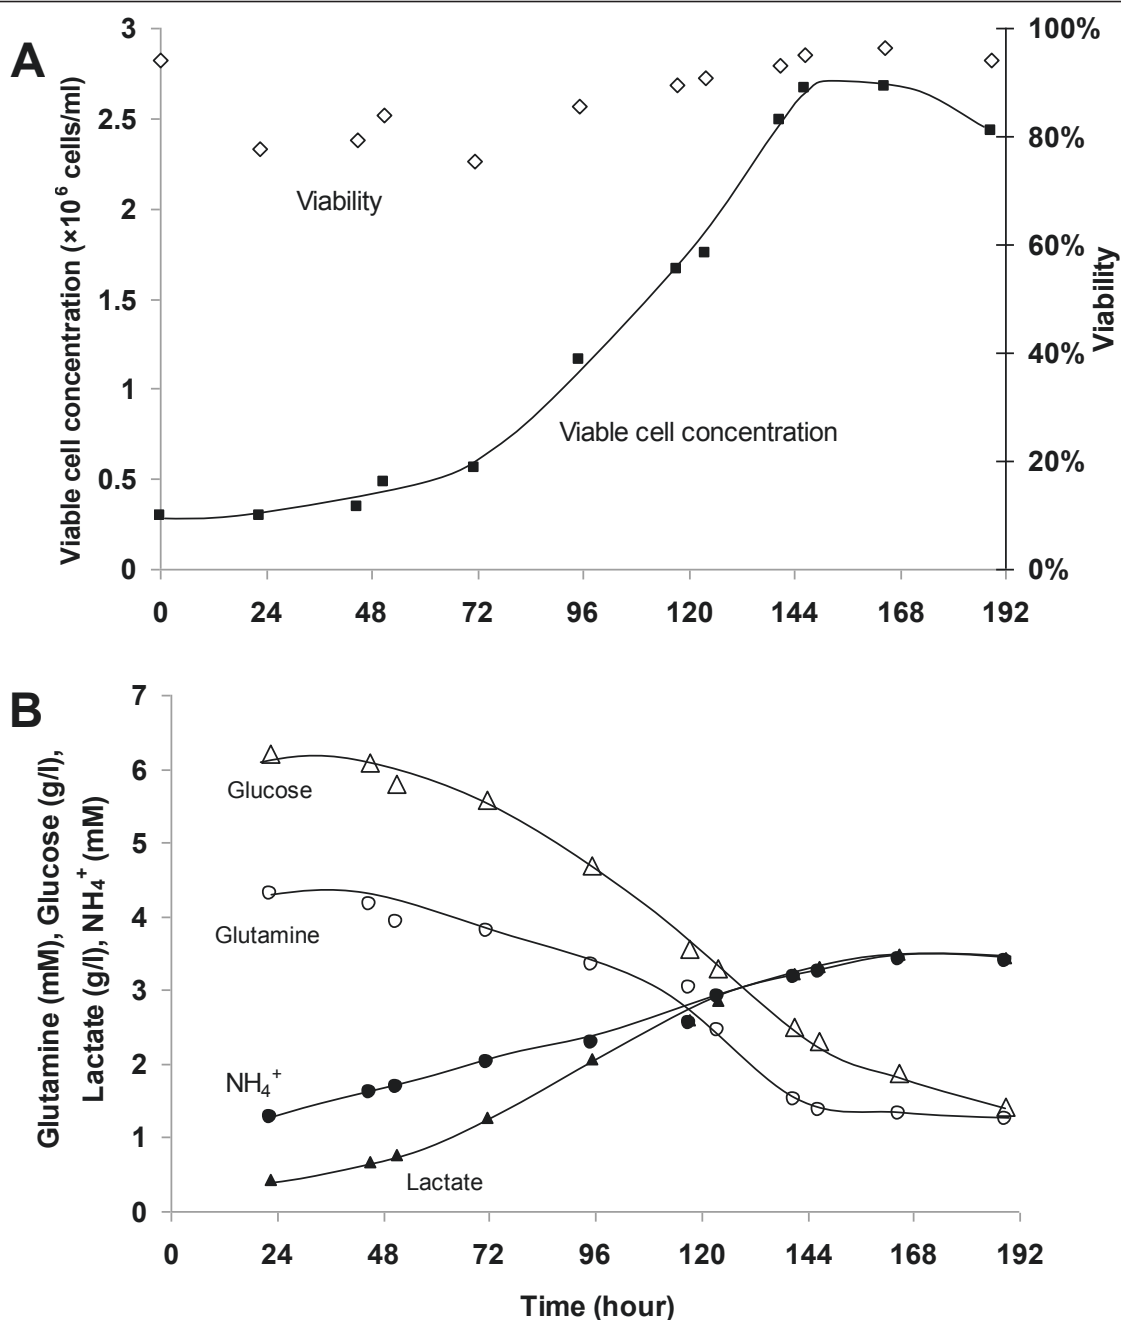 A
3
2.5
2
1.5
1
0.5
0
Viable cell concentration (×10⁶ cells/ml)
100%
80%
60%
40%
20%
0%
Viability
Viability
Viable cell concentration
0 24 48 72 96 120 144 168 192
B
7
6
5
4
3
2
1
0
Glutamine (mM), Glucose (g/l),
Lactate (g/l), NH₄⁺ (mM)
Glucose
Glutamine
NH₄⁺
Lactate
0 24 48 72 96 120 144 168 192
Time (hour)